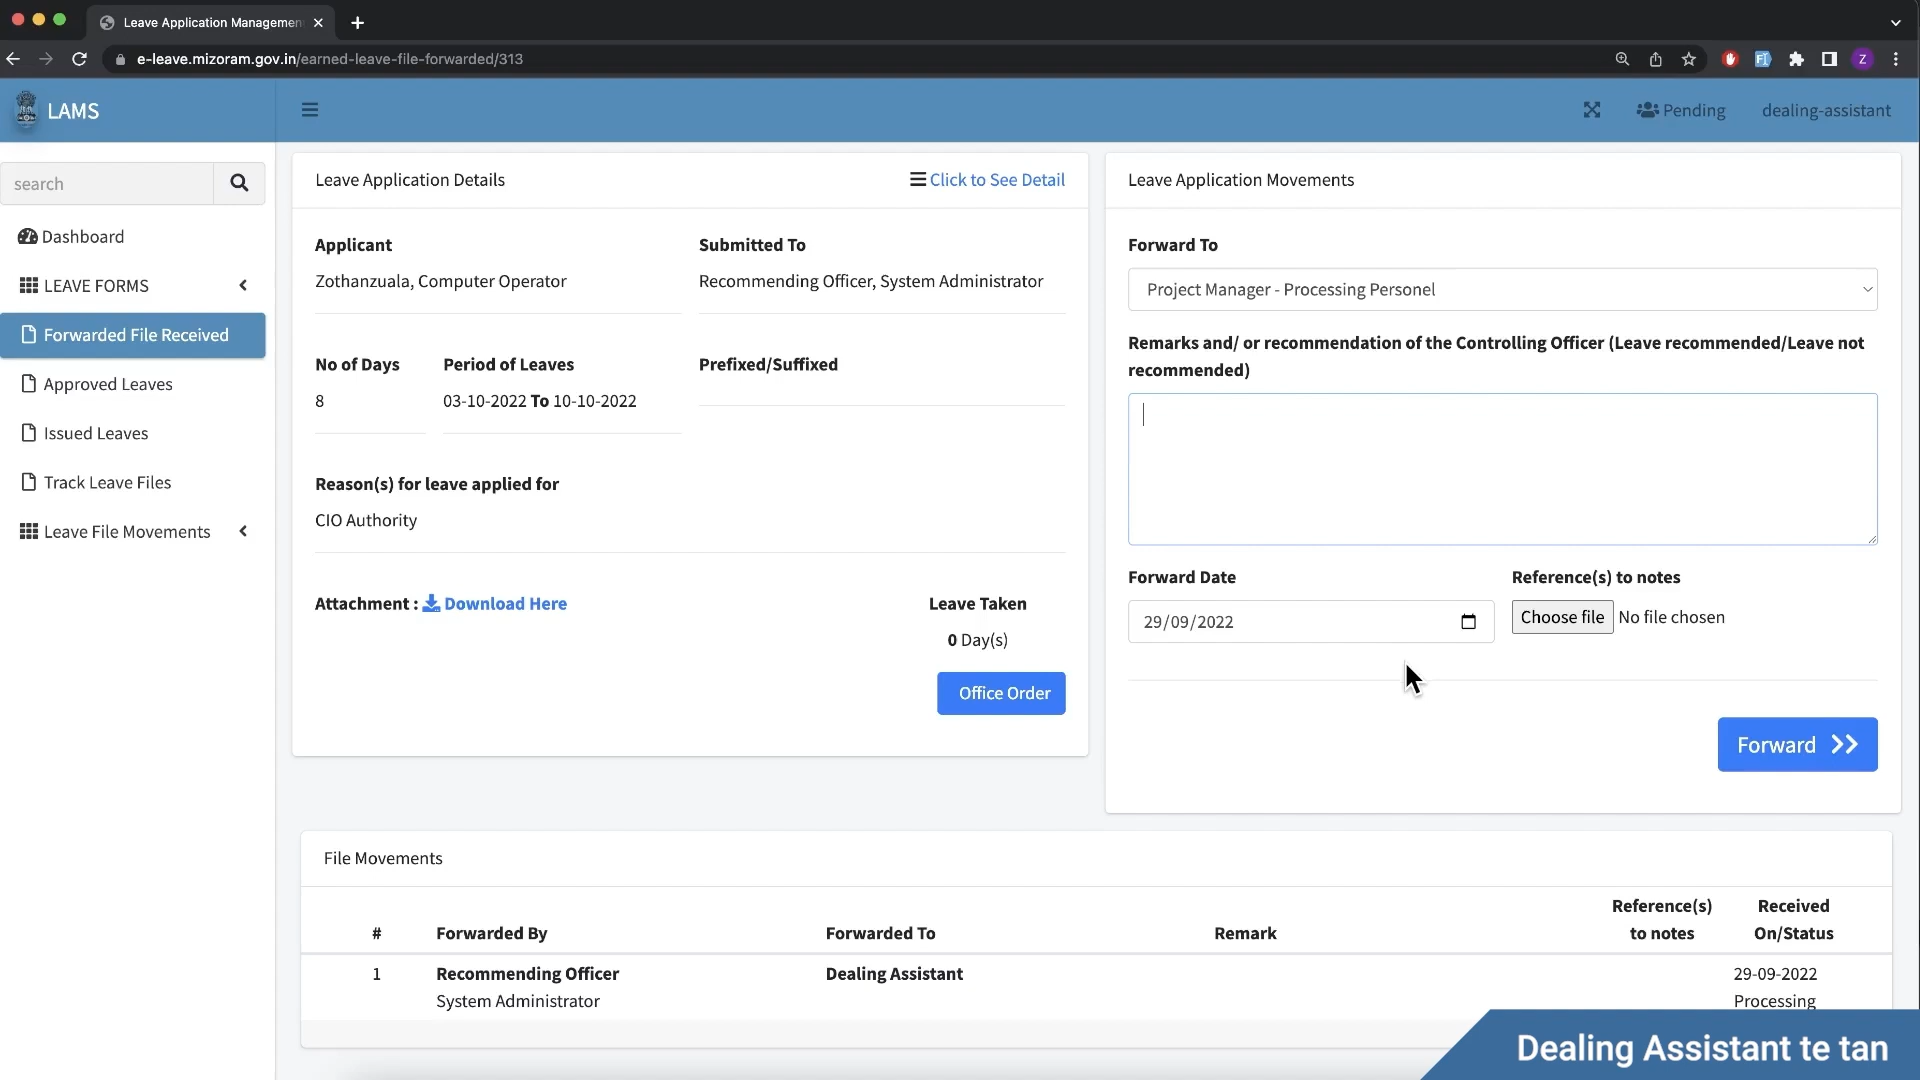 Leave Application Managemen
e-leave.mizoram.gov.in/earned-leave-file-forwarded/313
Z
LAMS
Pending
dealing-assistant
search
Dashboard
LEAVE FORMS
Forwarded File Received
Approved Leaves
Issued Leaves
Track Leave Files
Leave File Movements
Leave Application Details
Click to See Detail
Applicant
Submitted To
Zothanzuala, Computer Operator
Recommending Officer, System Administrator
No of Days
Period of Leaves
Prefixed/Suffixed
8
03-10-2022 To 10-10-2022
Reason(s) for leave applied for
CIO Authority
Attachment : Download Here
Leave Taken
0 Day(s)
Office Order
Leave Application Movements
Forward To
Project Manager - Processing Personel
Remarks and/ or recommendation of the Controlling Officer (Leave recommended/Leave not
recommended)
Forward Date
Reference(s) to notes
29/09/2022
Choose file No file chosen
Forward
File Movements
# Forwarded By Forwarded To Remark Reference(s) to notes Received On/Status
1 Recommending Officer Dealing Assistant 29-09-2022
System Administrator Processing
Dealing Assistant te tan